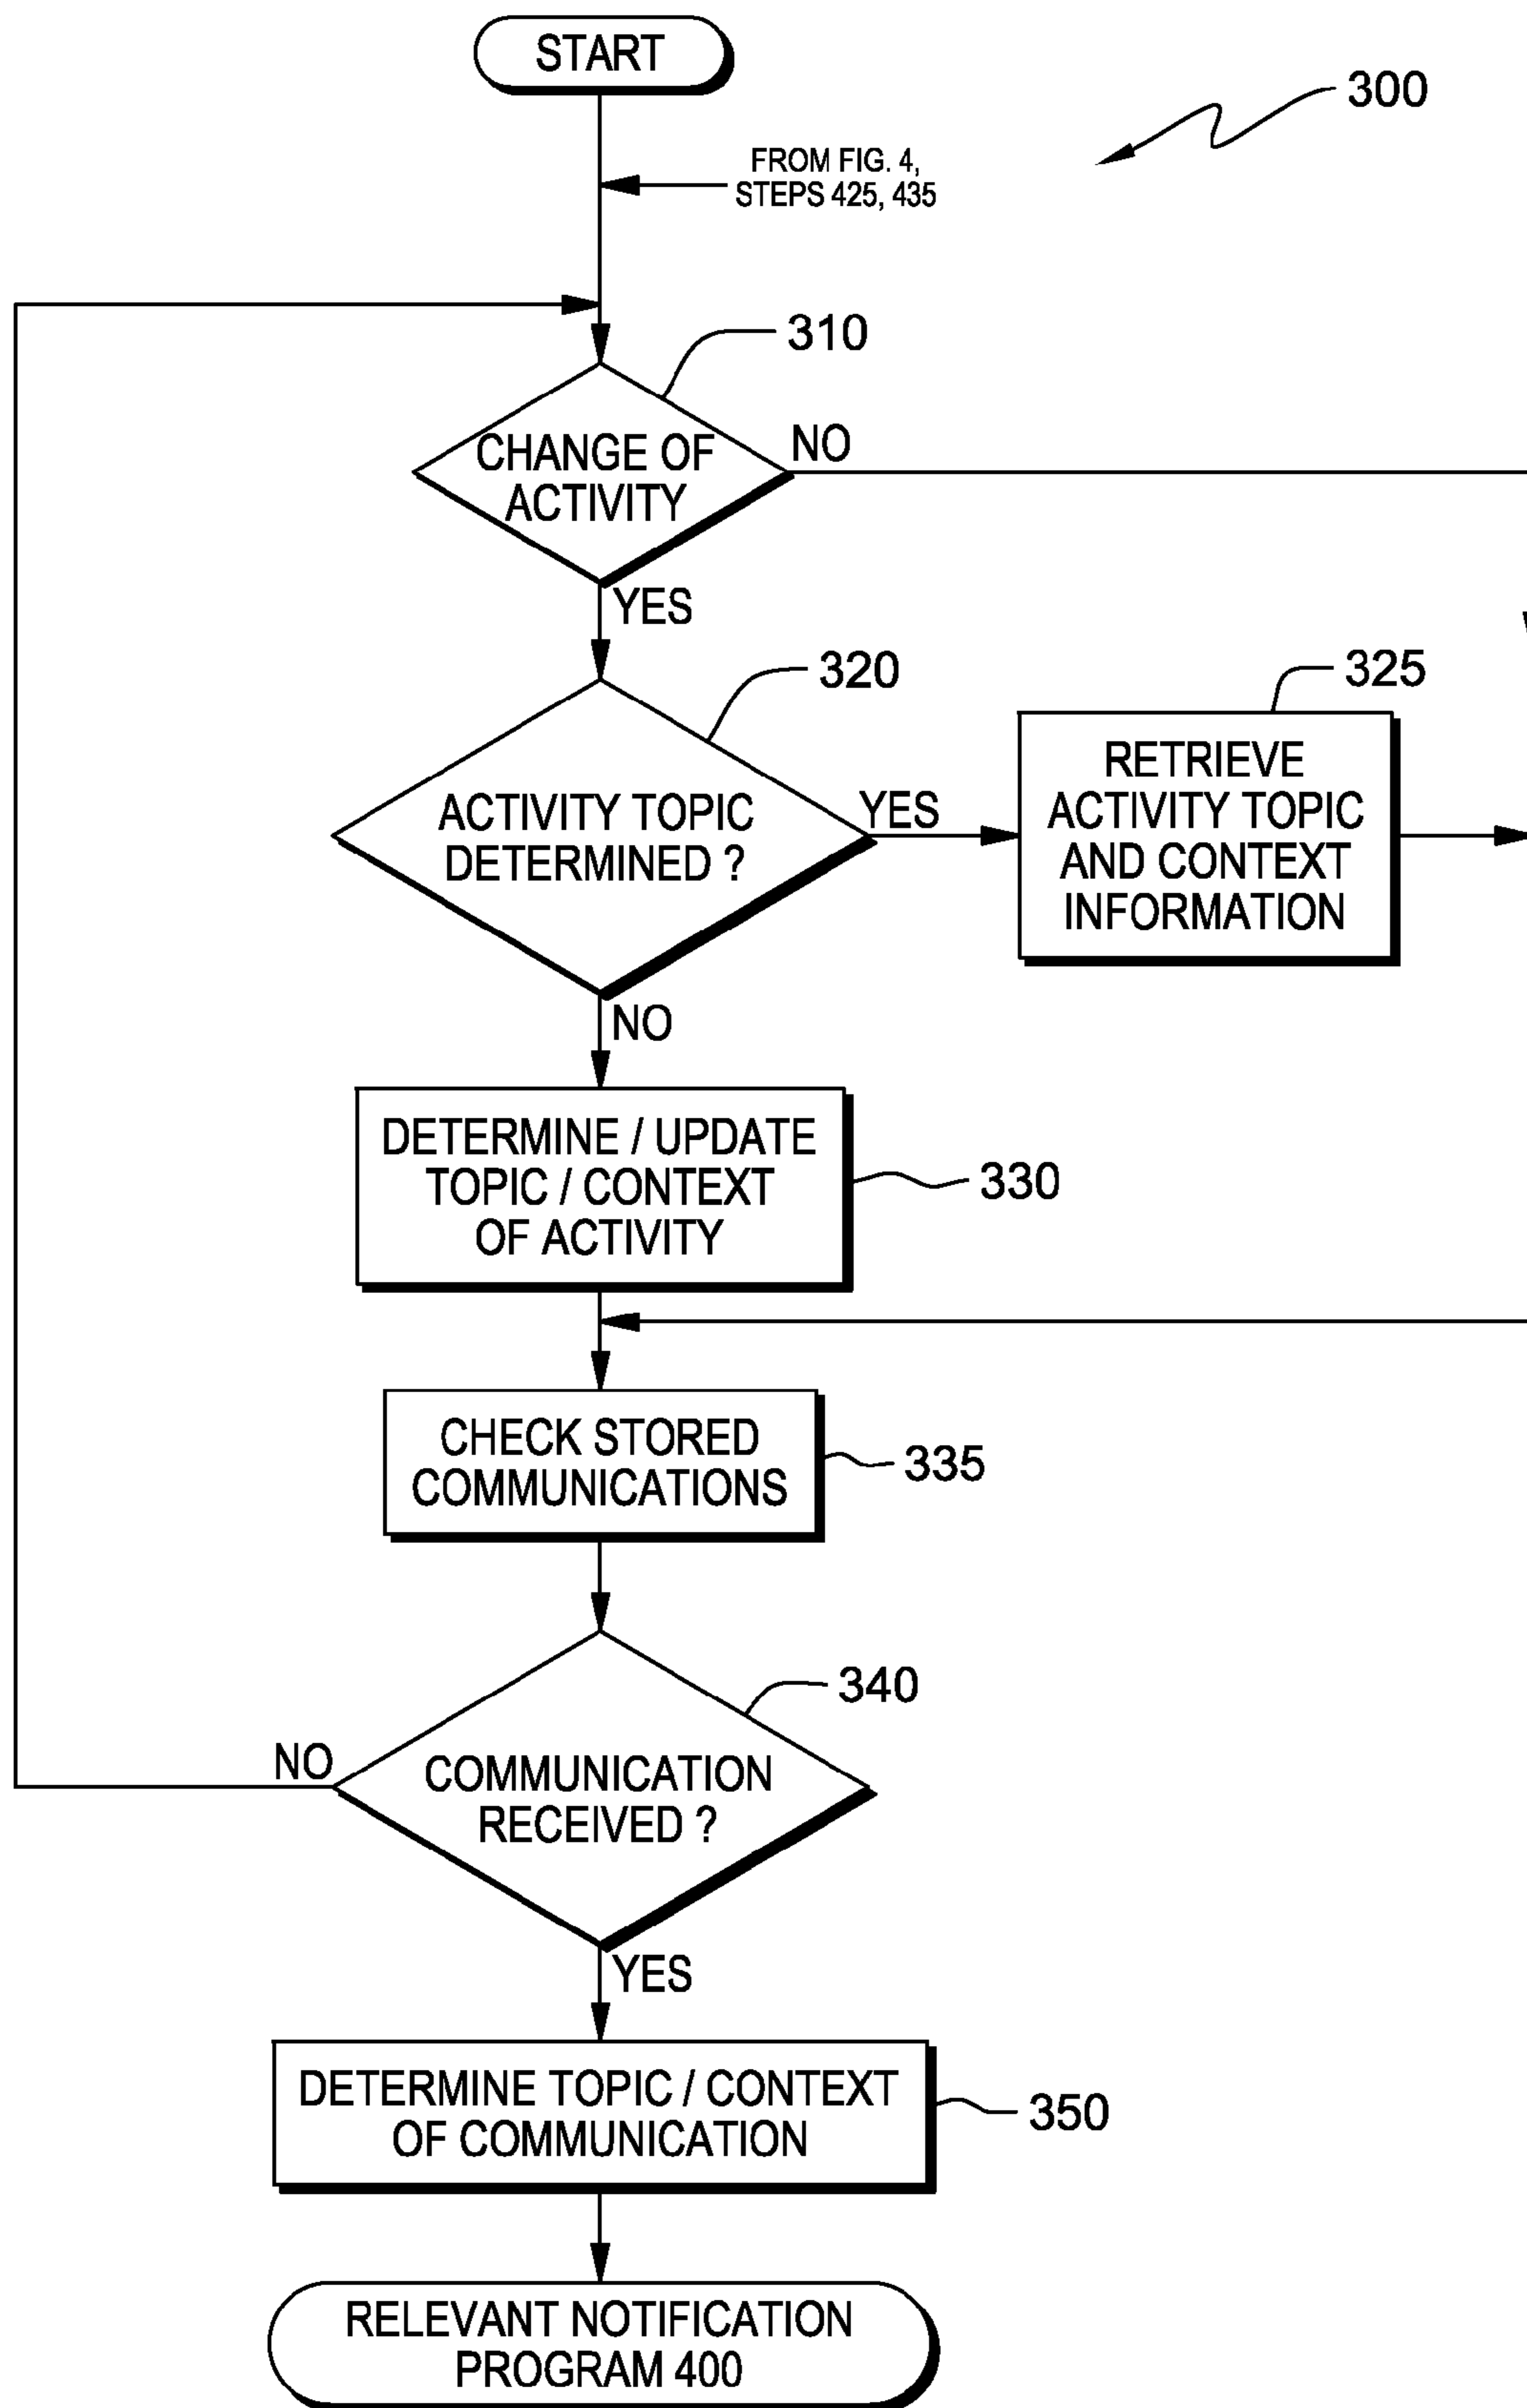 START
300
FROM FIG. 4,
STEPS 425, 435
310
CHANGE OF
ACTIVITY
NO
YES
320
325
ACTIVITY TOPIC
DETERMINED ?
YES
RETRIEVE
ACTIVITY TOPIC
AND CONTEXT
INFORMATION
NO
DETERMINE / UPDATE
TOPIC / CONTEXT
OF ACTIVITY
330
CHECK STORED
COMMUNICATIONS
335
340
NO
COMMUNICATION
RECEIVED ?
YES
DETERMINE TOPIC / CONTEXT
OF COMMUNICATION
350
RELEVANT NOTIFICATION
PROGRAM 400